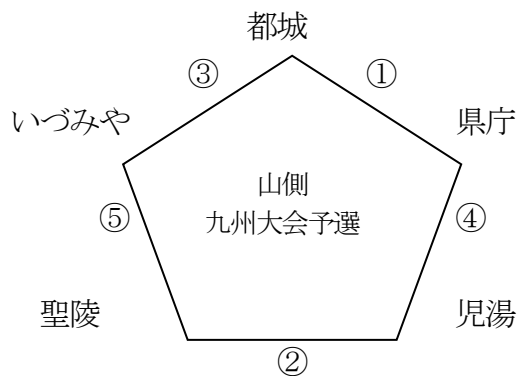 都城
③
①
いづみや
県庁
山側
九州大会予選
⑤
④
聖陵
児湯
②